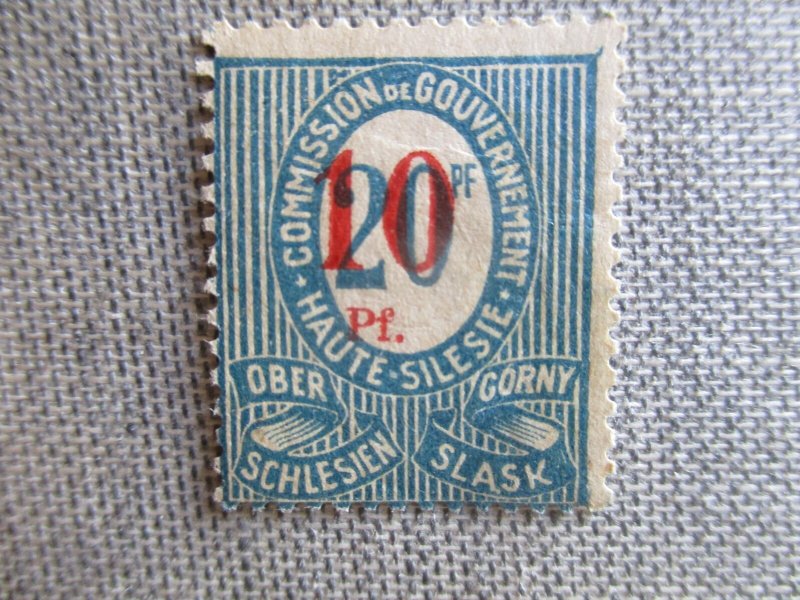 COMMISSION DE GOUVERNEMENT
20 PF
10
Pf.
HAUTE-SILESIE
OBER SCHLESIEN
GORNY SLASK